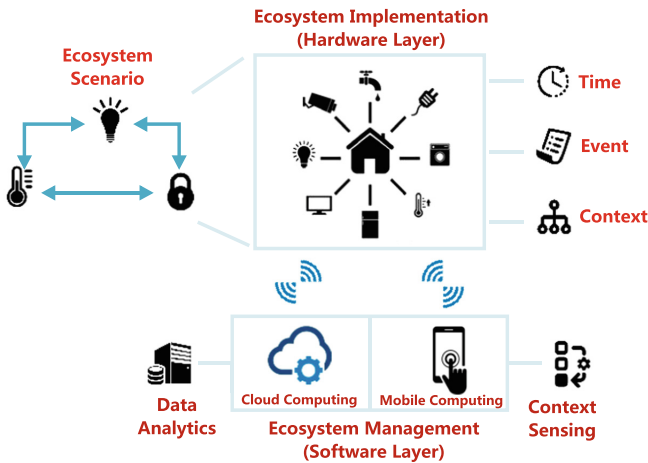 Ecosystem Implementation
(Hardware Layer)
Ecosystem
Scenario
Time
Event
Context
Cloud Computing
Mobile Computing
Data
Analytics
Context
Sensing
Ecosystem Management
(Software Layer)